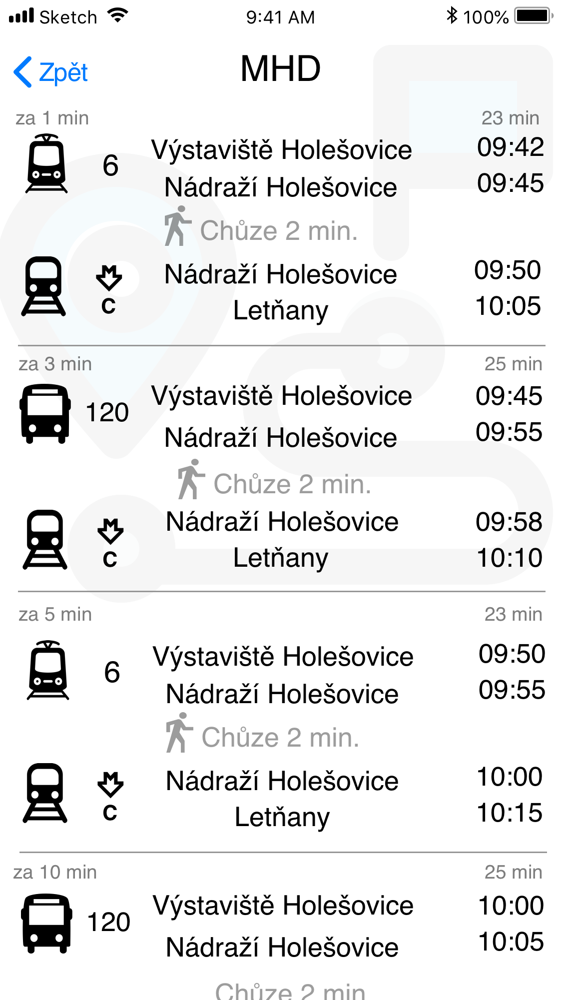 Sketch 9:41 AM 100%
Zpět MHD
za 1 min 23 min
6 Výstaviště Holešovice 09:42
Nádraží Holešovice 09:45
Chůze 2 min.
M Nádraží Holešovice 09:50
C Letňany 10:05
za 3 min 25 min
120 Výstaviště Holešovice 09:45
Nádraží Holešovice 09:55
Chůze 2 min.
M Nádraží Holešovice 09:58
C Letňany 10:10
za 5 min 23 min
6 Výstaviště Holešovice 09:50
Nádraží Holešovice 09:55
Chůze 2 min.
M Nádraží Holešovice 10:00
C Letňany 10:15
za 10 min 25 min
120 Výstaviště Holešovice 10:00
Nádraží Holešovice 10:05
Chůze 2 min